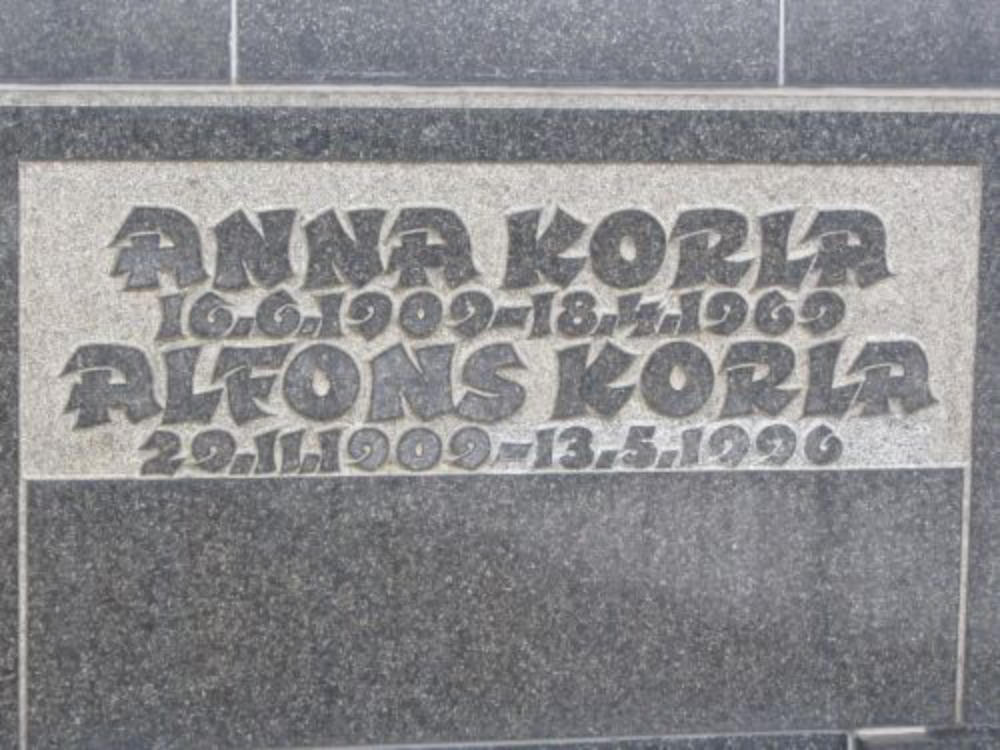 ANNA KORLA
16.6.1909-18.4.1969
ALFONS KORLA
29.11.1909-13.5.1996